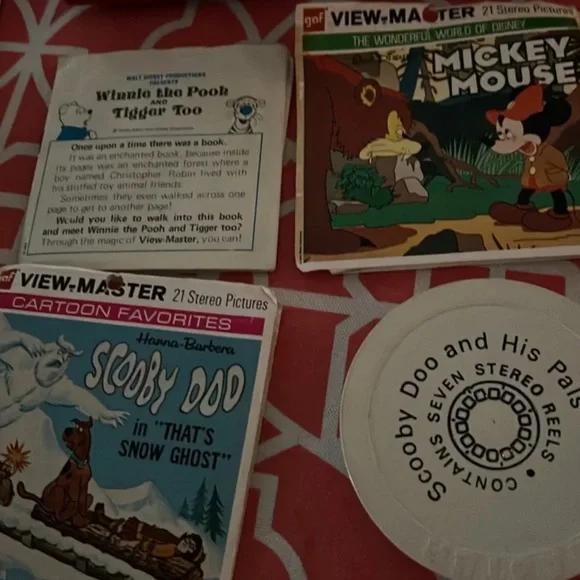 WALT DISNEY PRODUCTIONS
PRESENTS
Winnie the Pooh
AND
Tigger Too
Once upon a time there was a book.
It was an enchanted book, because inside
its pages was an enchanted forest where a
boy named Christopher Robin lived with
his stuffed toy animal friends.
Sometimes they even walked across one
page to get to another page!
Would you like to walk into this book
and meet Winnie the Pooh and Tigger too?
Through the magic of View-Master, you can!
gaf VIEW-MASTER 21 Stereo Pictures
THE WONDERFUL WORLD OF DISNEY
MICKEY
MOUSE
gaf VIEW-MASTER 21 Stereo Pictures
CARTOON FAVORITES
Hanna-Barbera
SCOOBY DOO
in "THAT'S
SNOW GHOST"
Scooby Doo and His Pals
• CONTAINS SEVEN STEREO REELS